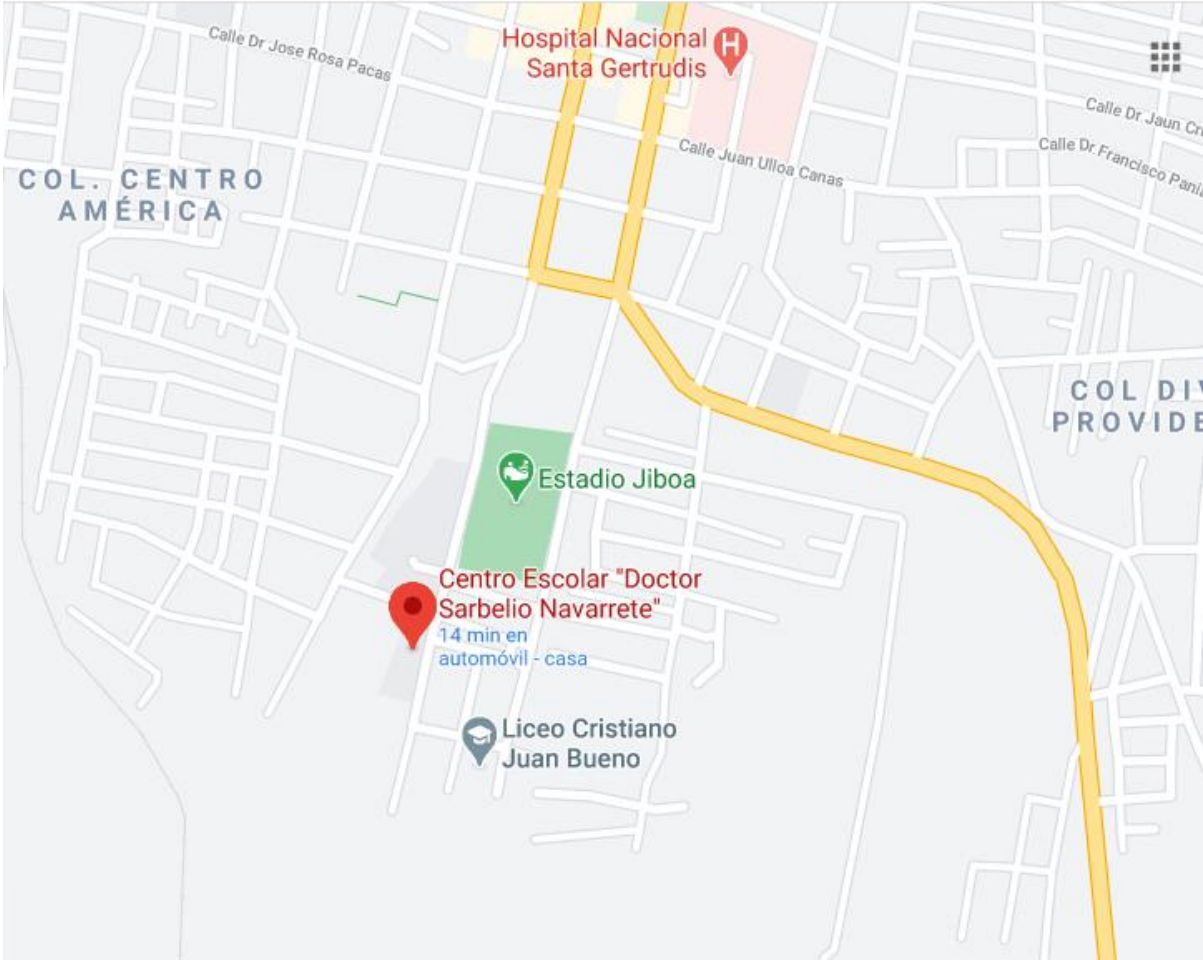 Calle Dr Jose Rosa Pacas
Hospital Nacional
Santa Gertrudis
H
Calle Dr Jaun Cr
Calle Dr. Francisco Pania
Calle Juan Ulloa Canas
COL. CENTRO
AMÉRICA
COL DIV
PROVIDE
Estadio Jiboa
Centro Escolar "Doctor
Sarbelio Navarrete"
14 min en
automóvil - casa
Liceo Cristiano
Juan Bueno